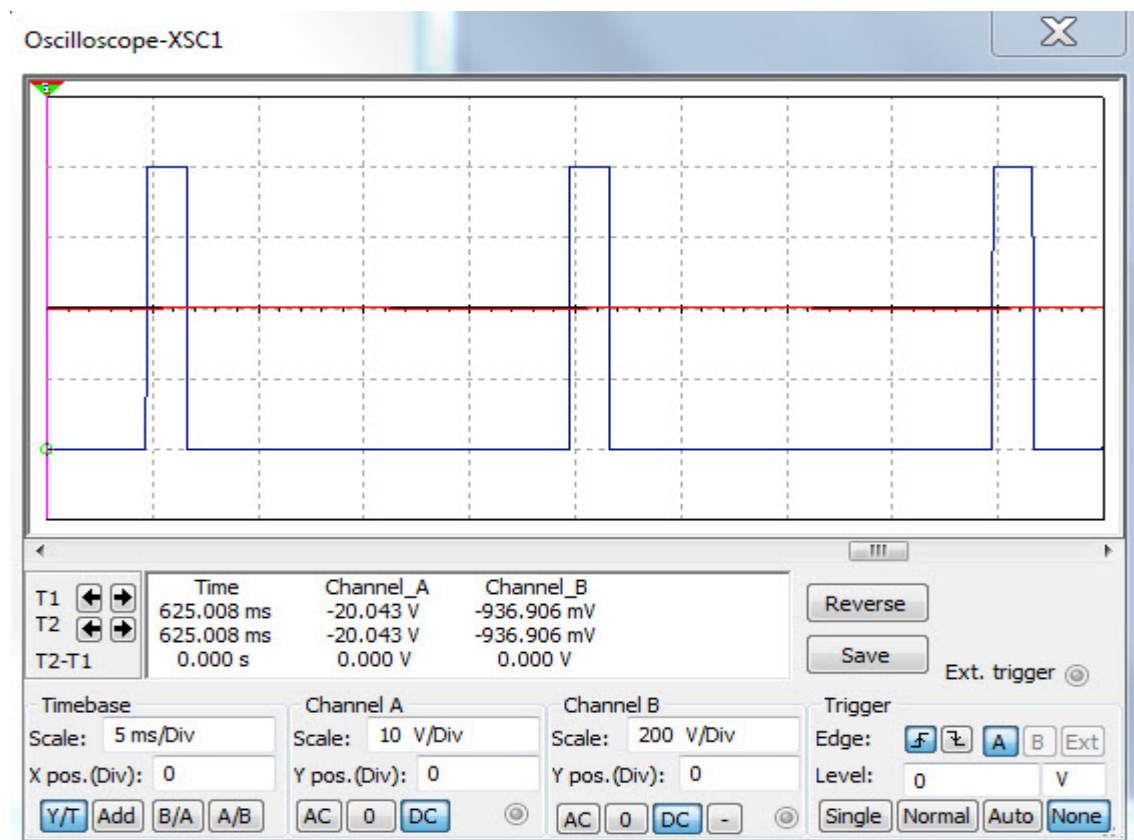 Oscilloscope-XSC1
Time Channel_A Channel_B
T1 625.008 ms -20.043 V -936.906 mV
T2 625.008 ms -20.043 V -936.906 mV
T2-T1 0.000 s 0.000 V 0.000 V
Reverse
Save
Ext. trigger
Timebase
Scale: 5 ms/Div
X pos.(Div): 0
Y/T Add B/A A/B
Channel A
Scale: 10 V/Div
Y pos.(Div): 0
AC 0 DC
Channel B
Scale: 200 V/Div
Y pos.(Div): 0
AC 0 DC -
Trigger
Edge: A B Ext
Level: 0 V
Single Normal Auto None